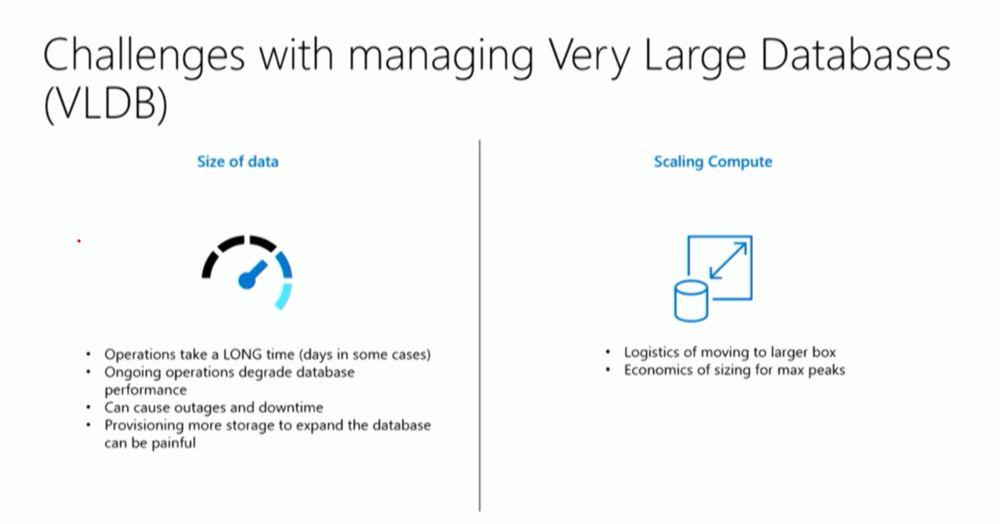 Challenges with managing Very Large Databases
(VLDB)
Size of data
• Operations take a LONG time (days in some cases)
• Ongoing operations degrade database
performance
• Can cause outages and downtime
• Provisioning more storage to expand the database
can be painful
Scaling Compute
• Logistics of moving to larger box
• Economics of sizing for max peaks